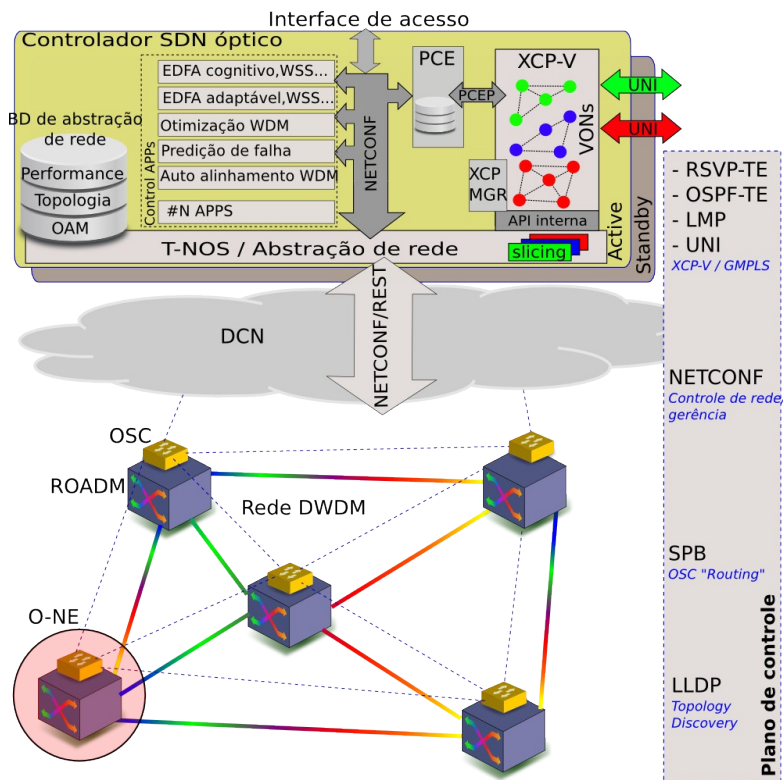 Interface de acesso
Controlador SDN óptico
BD de abstração
de rede
Performance
Topologia
OAM
Control APPs
EDFA cognitivo,WSS...
EDFA adaptável,WSS...
Otimização WDM
Predição de falha
Auto alinhamento WDM
#N APPS
NETCONF
PCE
PCEP
XCP-V
VONs
XCP
MGR
API interna
UNI
UNI
Active
Standby
T-NOS / Abstração de rede
slicing
NETCONF/REST
DCN
OSC
ROADM
Rede DWDM
O-NE
- RSVP-TE
- OSPF-TE
- LMP
- UNI
XCP-V / GMPLS
NETCONF
Controle de rede/
gerência
SPB
OSC "Routing"
LLDP
Topology
Discovery
Plano de controle